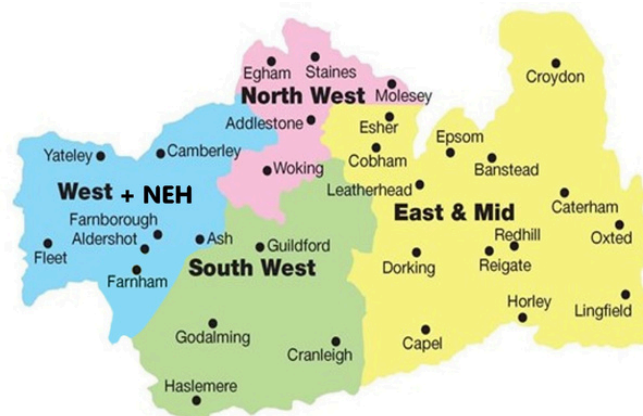 Egham
Staines
Croydon
North West
Molesey
Addlestone
Esher
Epsom
Yateley
Camberley
Cobham
Banstead
Woking
Leatherhead
West + NEH
Caterham
East & Mid
Farnborough
Aldershot
Ash
Guildford
Redhill
Oxted
Fleet
South West
Dorking
Reigate
Farnham
Horley
Lingfield
Godalming
Cranleigh
Capel
Haslemere